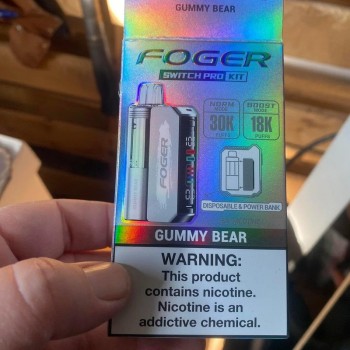 GUMMY BEAR
FOGER
SWITCH PRO KIT
NORM MODE
30K
PUFFS
BOOST MODE
18K
PUFFS
FOGER
DISPOSABLE & POWER BANK
GUMMY BEAR
WARNING:
This product
contains nicotine.
Nicotine is an
addictive chemical.